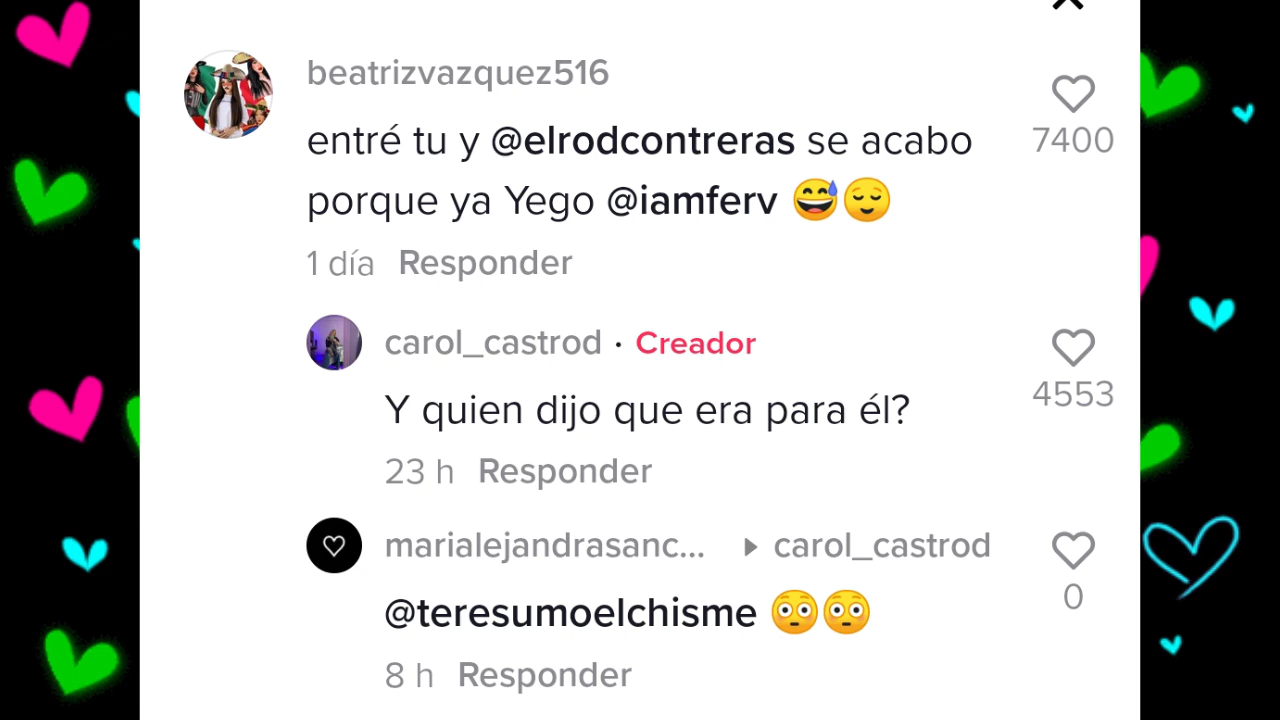 beatrizvazquez516
entré tu y @elrodcontreras se acabo
porque ya Yego @iamferv 😅😌
7400
1 día Responder
carol_castrod · Creador
Y quien dijo que era para él?
4553
23 h Responder
marialejandrasanc... ▸ carol_castrod
@teresumoelchisme 😳😳
0
8 h Responder